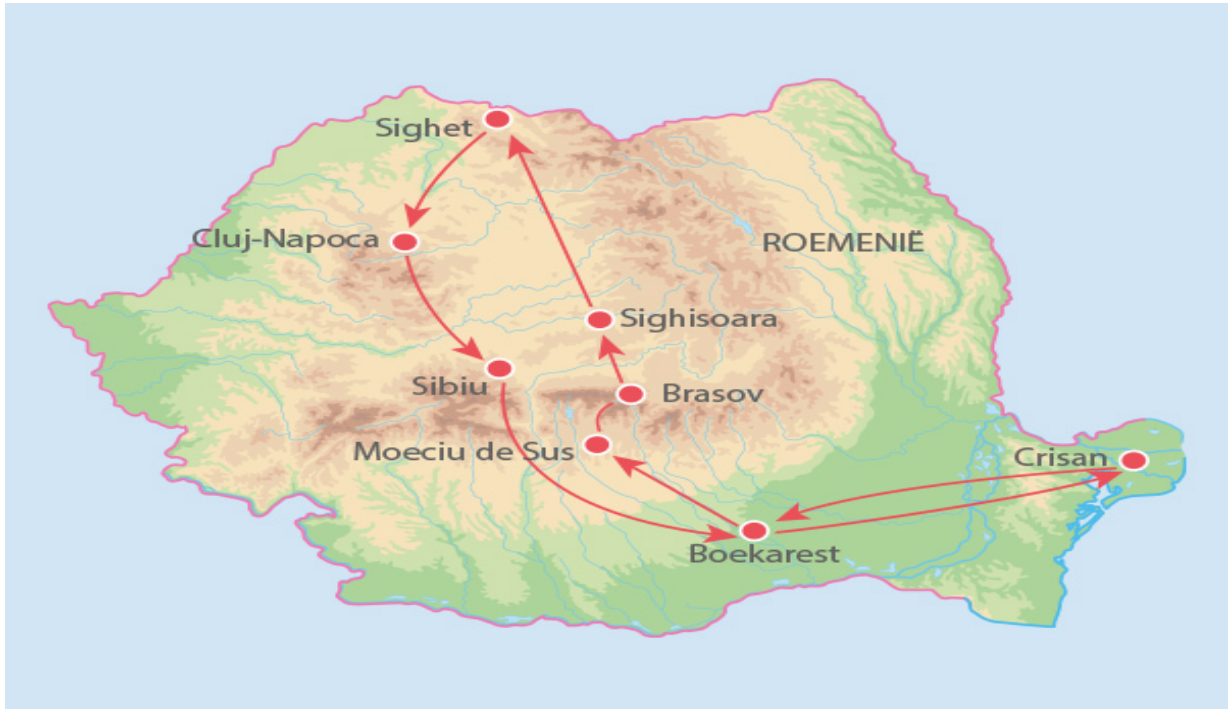 Sighet
Cluj-Napoca
ROEMENIË
Sighisoara
Sibiu
Brasov
Moeciu de Sus
Crisan
Boekarest